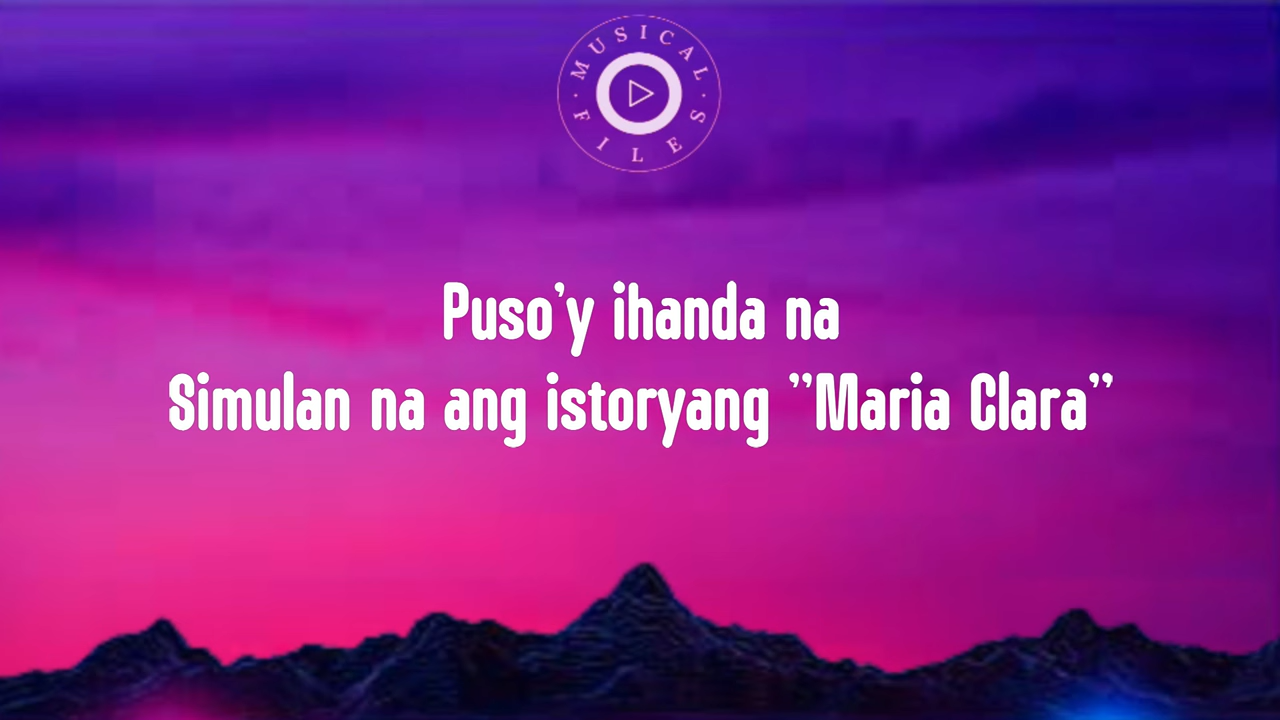 MUSICAL
FILES
Puso'y ihanda na
Simulan na ang istoryang "Maria Clara"